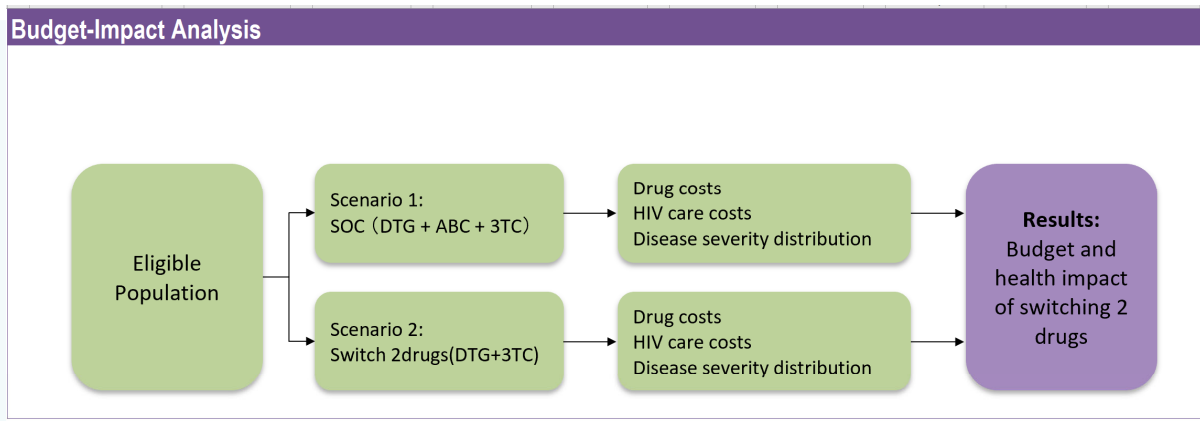 Budget-Impact Analysis
Eligible
Population
Scenario 1:
SOC（DTG + ABC + 3TC）
Drug costs
HIV care costs
Disease severity distribution
Scenario 2:
Switch 2drugs(DTG+3TC)
Drug costs
HIV care costs
Disease severity distribution
Results:
Budget and
health impact
of switching 2
drugs